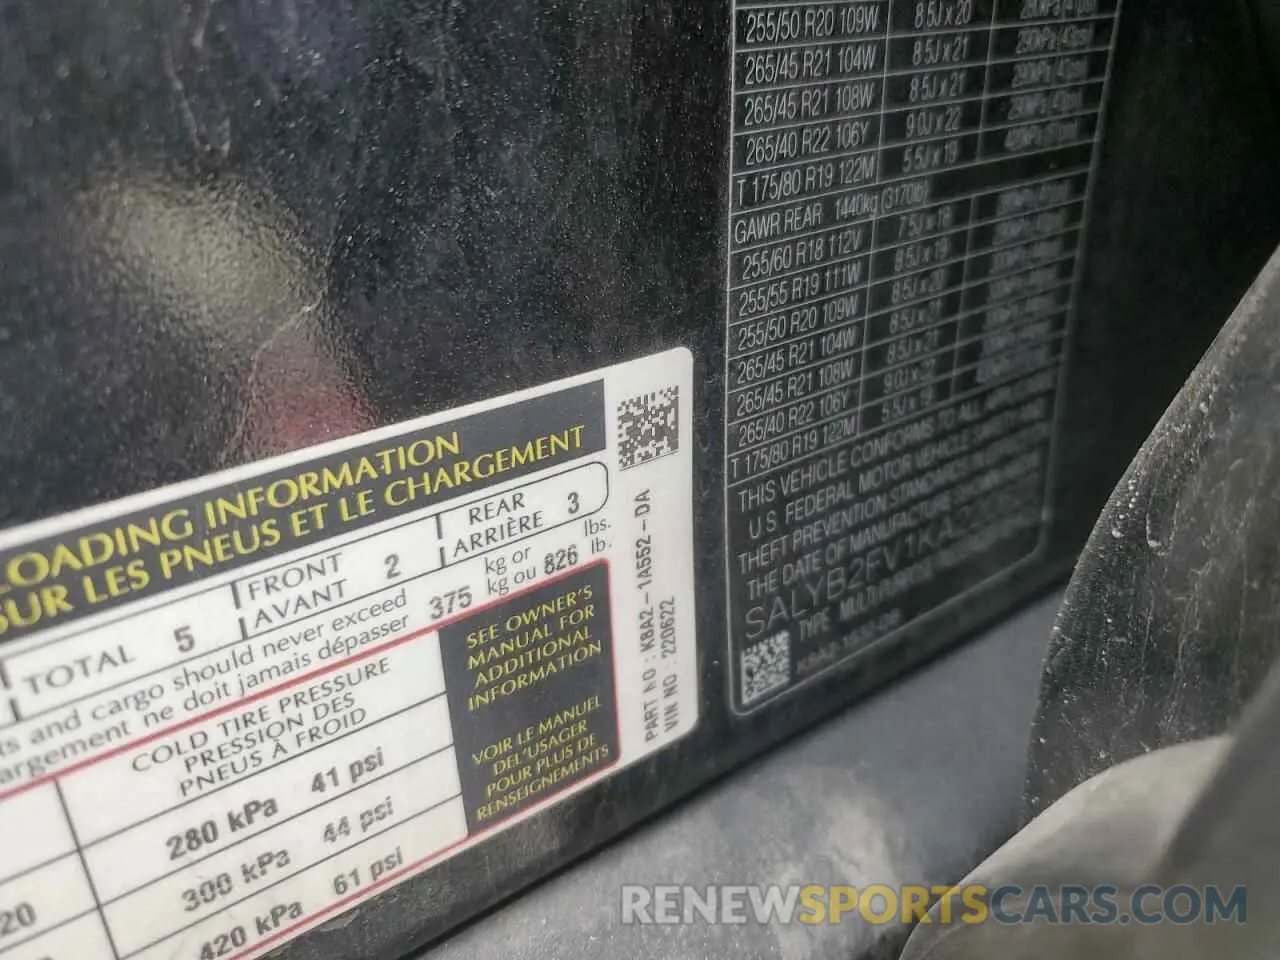 LOADING INFORMATION
SUR LES PNEUS ET LE CHARGEMENT
TOTAL 5
FRONT
AVANT 2
REAR
ARRIÈRE 3
and cargo should never exceed 375 kg or 826 lbs.
ne doit jamais dépasser kg ou lb.
COLD TIRE PRESSURE
PRESSION DES
PNEUS À FROID
280 kPa 41 psi
300 kPa 44 psi
420 kPa 61 psi
20
SEE OWNER'S
MANUAL FOR
ADDITIONAL
INFORMATION
VOIR LE MANUEL
DE L'USAGER
POUR PLUS DE
RENSEIGNEMENTS
PART NO : K8A2-1A552-DA
VIN NO : 220622
255/50 R20 109W 8.5J x 20
265/45 R21 104W 8.5J x 21 290kPa (42psi)
265/45 R21 108W 8.5J x 21
265/40 R22 106Y 9.0J x 22
T 175/80 R19 122M 5.5J x 19
GAWR REAR 1440kg (3170lb)
255/60 R18 112V 7.5J x 18
255/55 R19 111W 8.5J x 19
255/50 R20 109W 8.5J x 20
265/45 R21 104W 8.5J x 21
265/45 R21 108W 8.5J x 21
265/40 R22 106Y 9.0J x 22
T 175/80 R19 122M 5.5J x 19
THIS VEHICLE CONFORMS TO ALL APPLICABLE
U.S. FEDERAL MOTOR VEHICLE SAFETY AND
THEFT PREVENTION STANDARDS
THE DATE OF MANUFACTURE
SALYB2FV1KA
TYPE
RENEWSPORTSCARS.COM